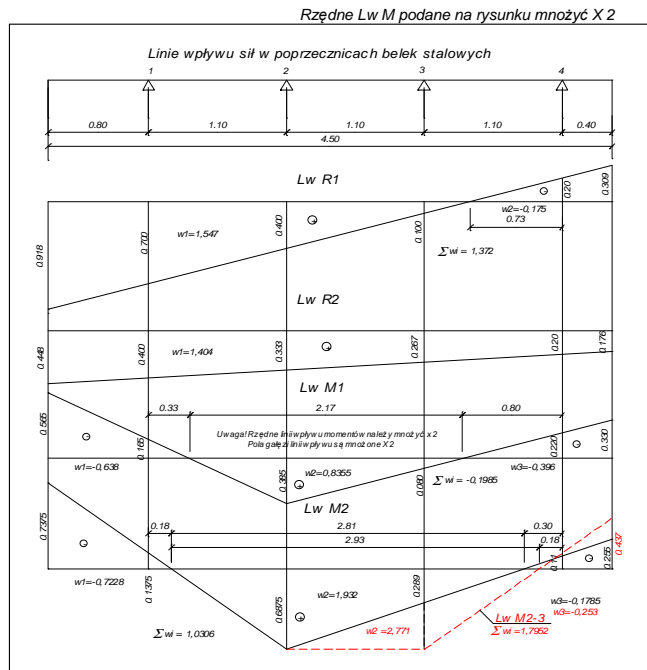 Rzędne Lw M podane na rysunku mnożyć X 2
Linie wpływu sił w poprzecznicach belek stalowych
1 2 3 4
0.80 1.10 1.10 1.10 0.40
4.50
Lw R1
0.918
0.700
w1=1,547
0.400
0.100
0.20
0.309
w2=-0,175
0.73
Σ wi = 1,372
Lw R2
0.448
0.400
w1=1,404
0.333
0.267
0.20
0.176
Lw M1
0.33 2.17 0.80
Uwaga! Rzędne linii wpływu momentów należy mnożyć x 2
Pola gałęzi linii wpływu są mnożone X 2
0.565
0.165
w1=-0,638
0.385
w2=0,8355
0.080
Σ wi = -0,1985
w3=-0,396
0.220
0.330
Lw M2
0.18 2.81 0.30
2.93 0.18
0.7375
w1=-0,7228
0.1375
0.6875
w2=1,932
0.289
0.11
0.255
0.437
Σ wi = 1,0306
w2 =2,771
w3=-0,1785
w3=-0,253
Lw M2-3
Σ wi = 1,7952